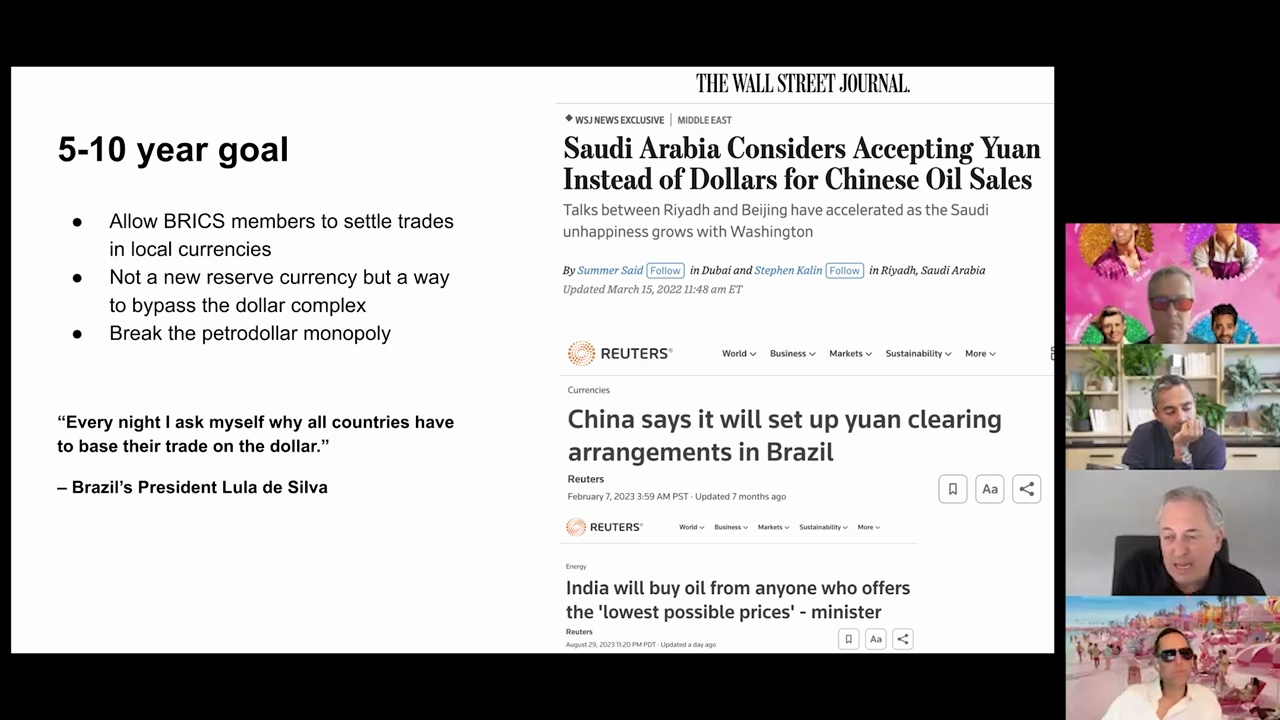 5-10 year goal
● Allow BRICS members to settle trades
in local currencies
● Not a new reserve currency but a way
to bypass the dollar complex
● Break the petrodollar monopoly
“Every night I ask myself why all countries have
to base their trade on the dollar.”
– Brazil’s President Lula de Silva
THE WALL STREET JOURNAL.
WSJ NEWS EXCLUSIVE | MIDDLE EAST
Saudi Arabia Considers Accepting Yuan
Instead of Dollars for Chinese Oil Sales
Talks between Riyadh and Beijing have accelerated as the Saudi
unhappiness grows with Washington
By Summer Said Follow in Dubai and Stephen Kalin Follow in Riyadh, Saudi Arabia
Updated March 15, 2022 11:48 am ET
REUTERS®
World Business Markets Sustainability More
Currencies
China says it will set up yuan clearing
arrangements in Brazil
Reuters
February 7, 2023 3:59 AM PST · Updated 7 months ago
Aa
REUTERS®
World Business Markets Sustainability More
Energy
India will buy oil from anyone who offers
the 'lowest possible prices' - minister
Reuters
August 29, 2023 11:20 PM PDT · Updated a day ago
Aa